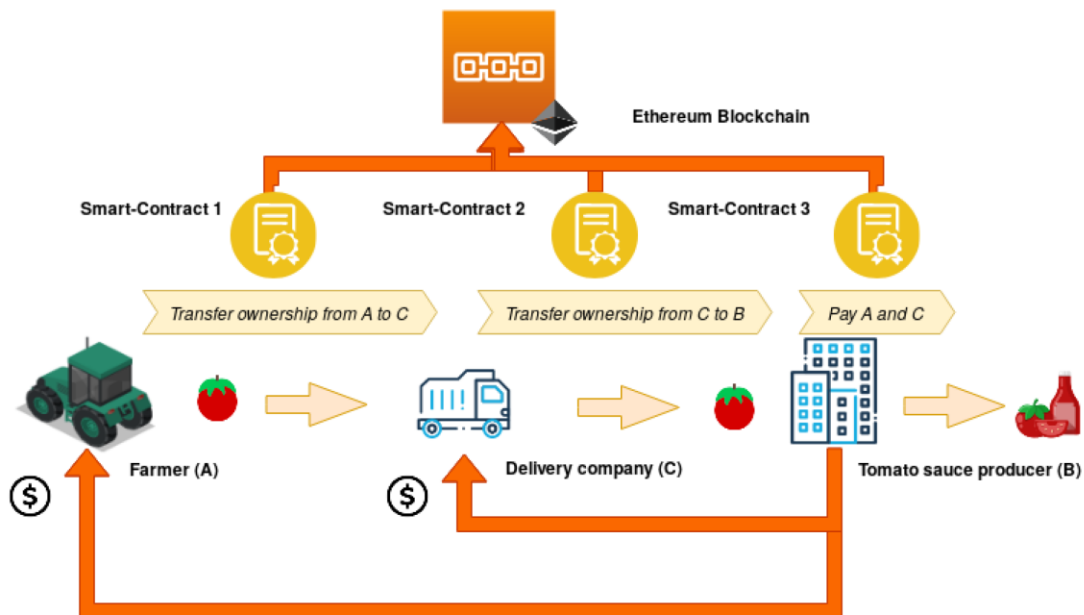 Ethereum Blockchain
Smart-Contract 1
Smart-Contract 2
Smart-Contract 3
Transfer ownership from A to C
Transfer ownership from C to B
Pay A and C
Farmer (A)
Delivery company (C)
Tomato sauce producer (B)
$
$